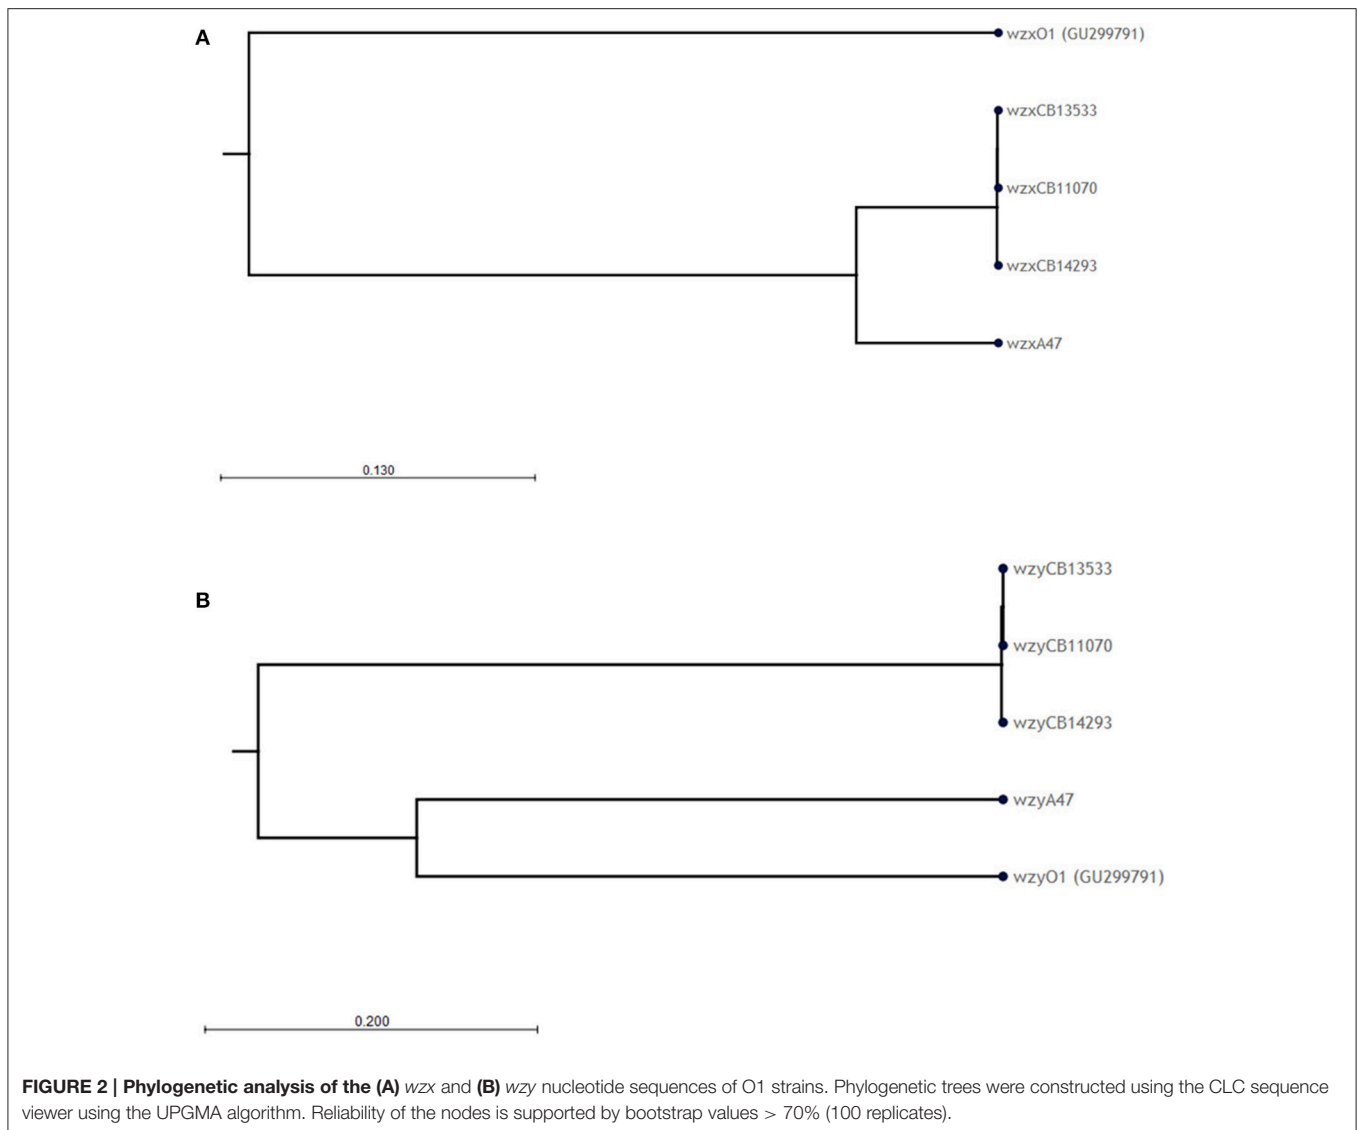 A
wzxO1 (GU299791)
wzxCB13533
wzxCB11070
wzxCB14293
wzxA47
0.130
B
wzyCB13533
wzyCB11070
wzyCB14293
wzyA47
wzyO1 (GU299791)
0.200
FIGURE 2 | Phylogenetic analysis of the (A) wzx and (B) wzy nucleotide sequences of O1 strains. Phylogenetic trees were constructed using the CLC sequence
viewer using the UPGMA algorithm. Reliability of the nodes is supported by bootstrap values > 70% (100 replicates).